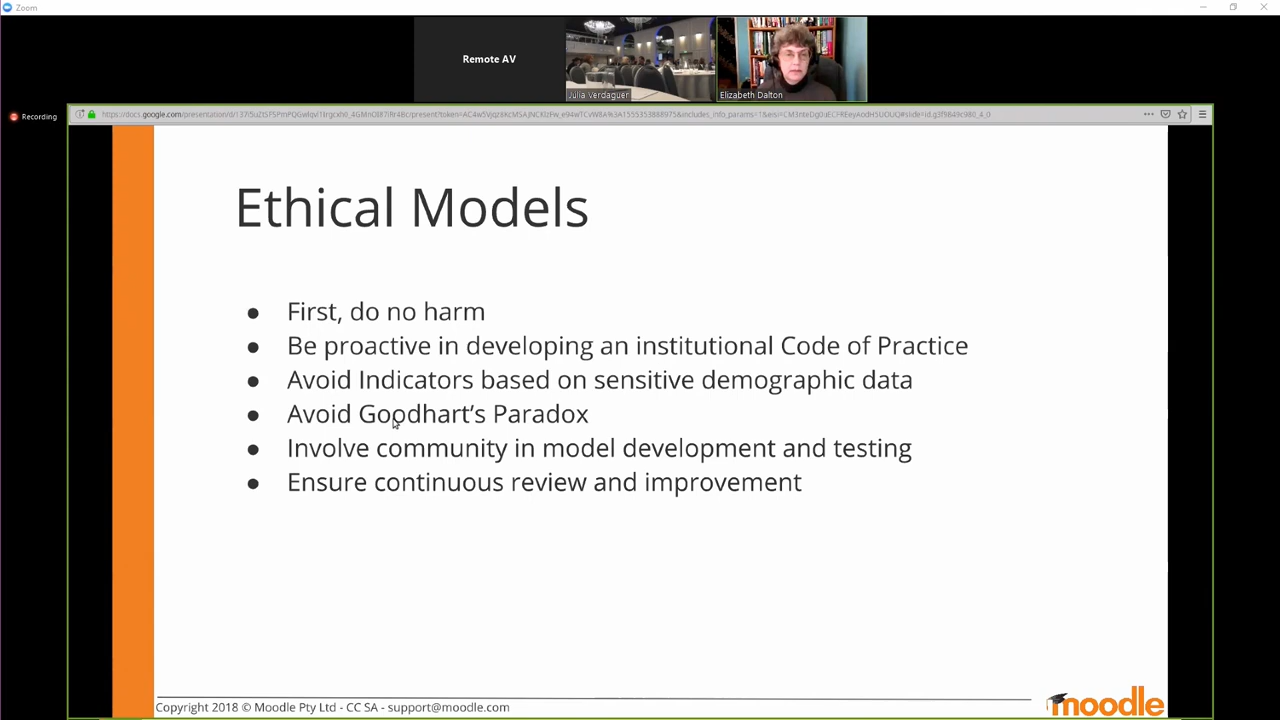 Zoom
Remote AV
Julia Verdaguer
Elizabeth Dalton
Recording
Ethical Models
● First, do no harm
● Be proactive in developing an institutional Code of Practice
● Avoid Indicators based on sensitive demographic data
● Avoid Goodhart's Paradox
● Involve community in model development and testing
● Ensure continuous review and improvement
Copyright 2018 © Moodle Pty Ltd - CC SA - support@moodle.com
moodle